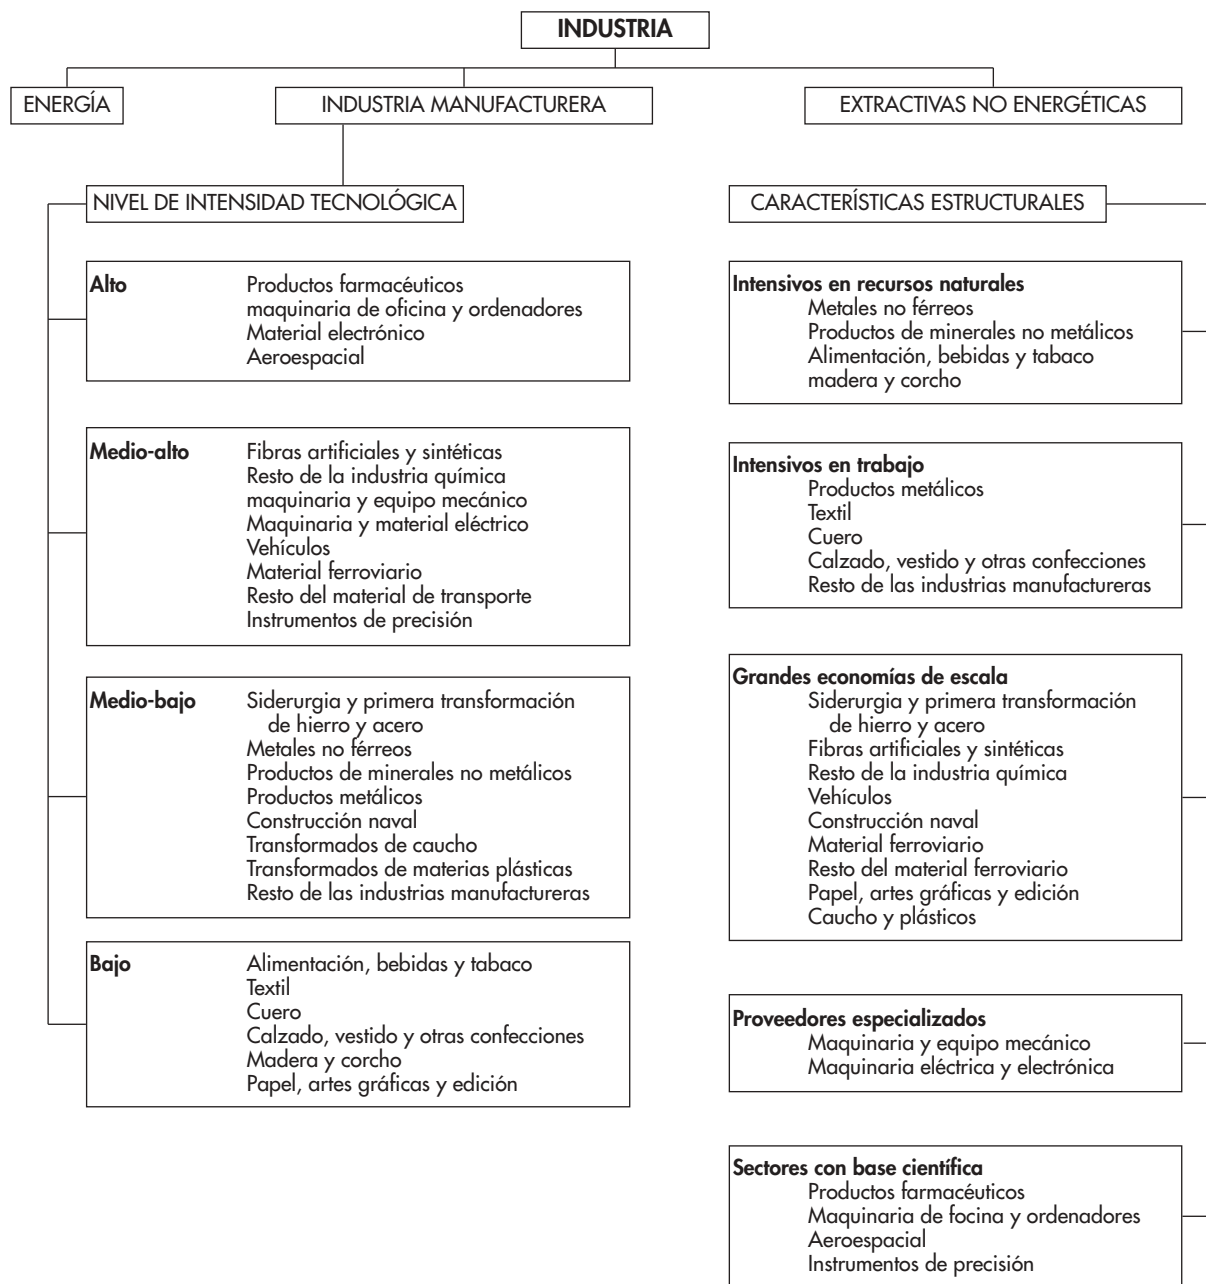 INDUSTRIA
ENERGÍA
INDUSTRIA MANUFACTURERA
EXTRACTIVAS NO ENERGÉTICAS
NIVEL DE INTENSIDAD TECNOLÓGICA
Alto
Productos farmacéuticos
maquinaria de oficina y ordenadores
Material electrónico
Aeroespacial
Medio-alto
Fibras artificiales y sintéticas
Resto de la industria química
maquinaria y equipo mecánico
Maquinaria y material eléctrico
Vehículos
Material ferroviario
Resto del material de transporte
Instrumentos de precisión
Medio-bajo
Siderurgia y primera transformación
de hierro y acero
Metales no férreos
Productos de minerales no metálicos
Productos metálicos
Construcción naval
Transformados de caucho
Transformados de materias plásticas
Resto de las industrias manufactureras
Bajo
Alimentación, bebidas y tabaco
Textil
Cuero
Calzado, vestido y otras confecciones
Madera y corcho
Papel, artes gráficas y edición
CARACTERÍSTICAS ESTRUCTURALES
Intensivos en recursos naturales
Metales no férreos
Productos de minerales no metálicos
Alimentación, bebidas y tabaco
madera y corcho
Intensivos en trabajo
Productos metálicos
Textil
Cuero
Calzado, vestido y otras confecciones
Resto de las industrias manufactureras
Grandes economías de escala
Siderurgia y primera transformación
de hierro y acero
Fibras artificiales y sintéticas
Resto de la industria química
Vehículos
Construcción naval
Material ferroviario
Resto del material ferroviario
Papel, artes gráficas y edición
Caucho y plásticos
Proveedores especializados
Maquinaria y equipo mecánico
Maquinaria eléctrica y electrónica
Sectores con base científica
Productos farmacéuticos
Maquinaria de focina y ordenadores
Aeroespacial
Instrumentos de precisión